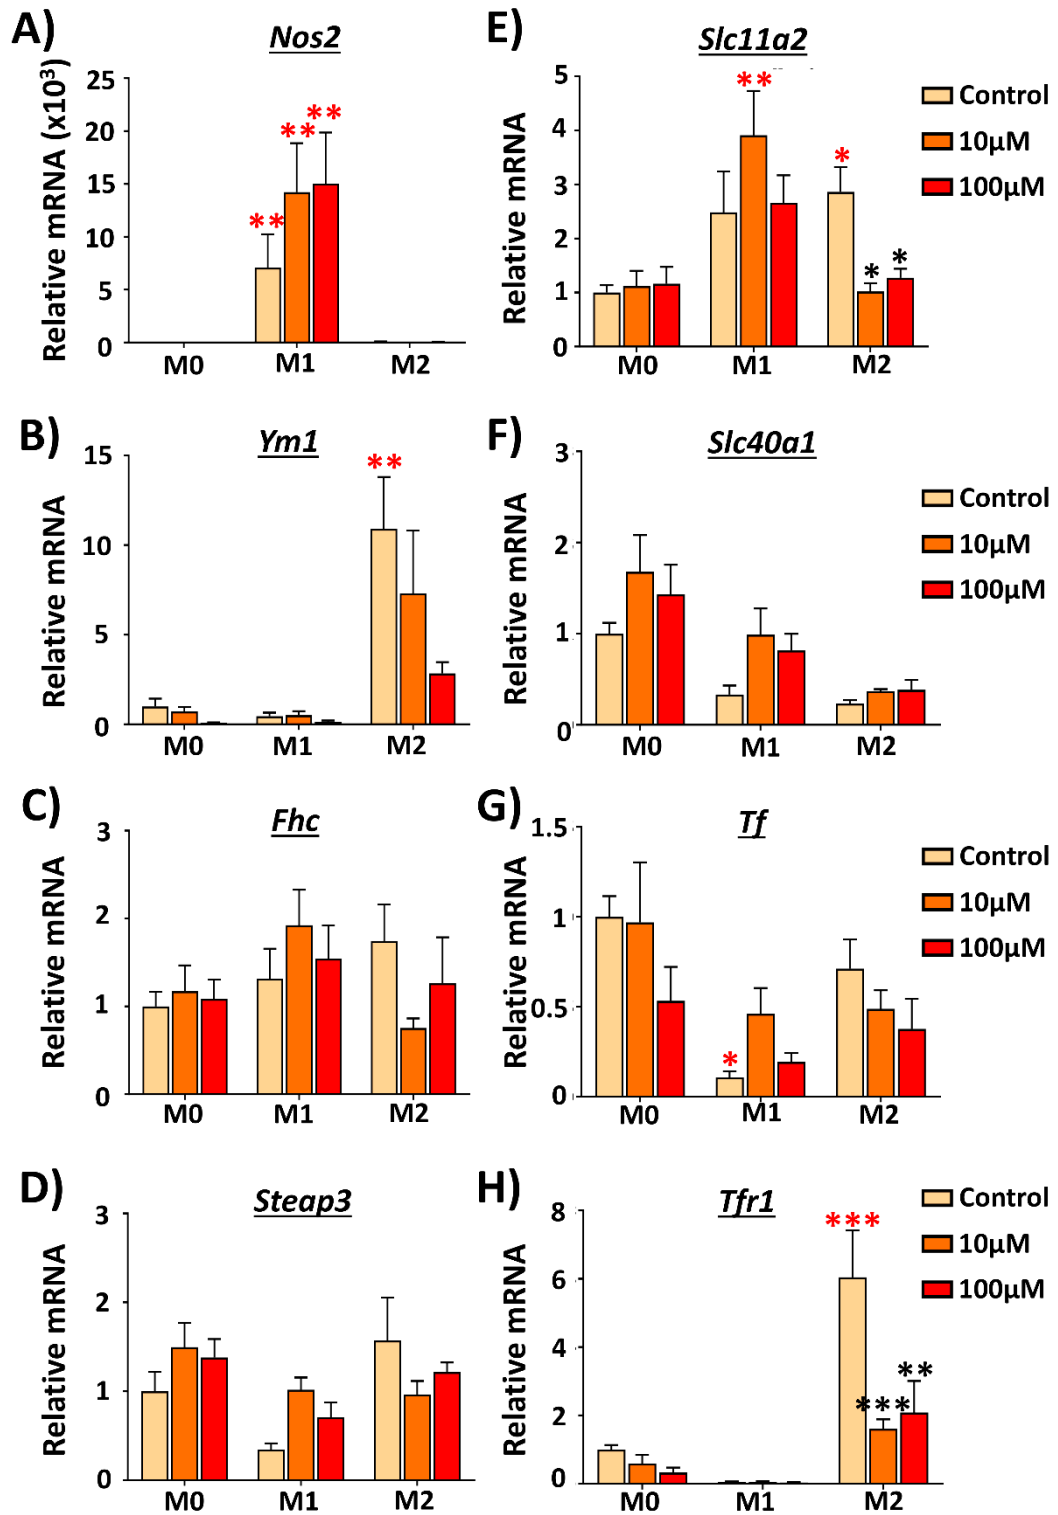 A)
Nos2
Relative mRNA (x10³)
25
20
15
10
5
0
**
**
**
M0
M1
M2
E)
Slc11a2
Relative mRNA
5
4
3
2
1
0
**
*
*
*
M0
M1
M2
Control
10µM
100µM
B)
Ym1
Relative mRNA
15
10
5
0
**
M0
M1
M2
F)
Slc40a1
Relative mRNA
3
2
1
0
M0
M1
M2
Control
10µM
100µM
C)
Fhc
Relative mRNA
3
2
1
0
M0
M1
M2
G)
Tf
Relative mRNA
1.5
1
0.5
0
*
M0
M1
M2
Control
10µM
100µM
D)
Steap3
Relative mRNA
3
2
1
0
M0
M1
M2
H)
Tfr1
Relative mRNA
8
6
4
2
0
***
***
**
M0
M1
M2
Control
10µM
100µM